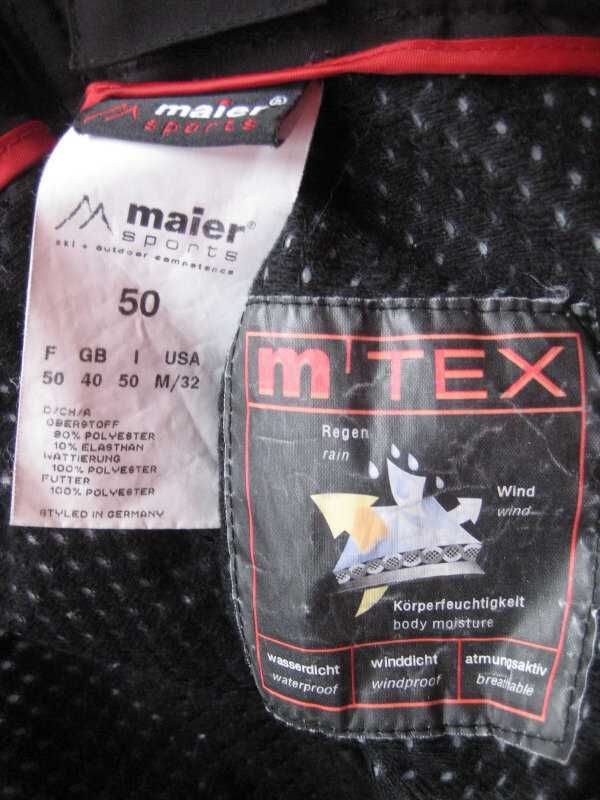 maier®
sports
maier®
sports
ski + outdoor competence
50
F GB I USA
50 40 50 M/32
D/CH/A
OBERSTOFF
90% POLYESTER
10% ELASTHAN
WATTIERUNG
100% POLYESTER
FUTTER
100% POLYESTER
STYLED IN GERMANY
m'TEX
Regen
rain
Wind
wind
Körperfeuchtigkeit
body moisture
wasserdicht winddicht atmungsaktiv
waterproof windproof breathable